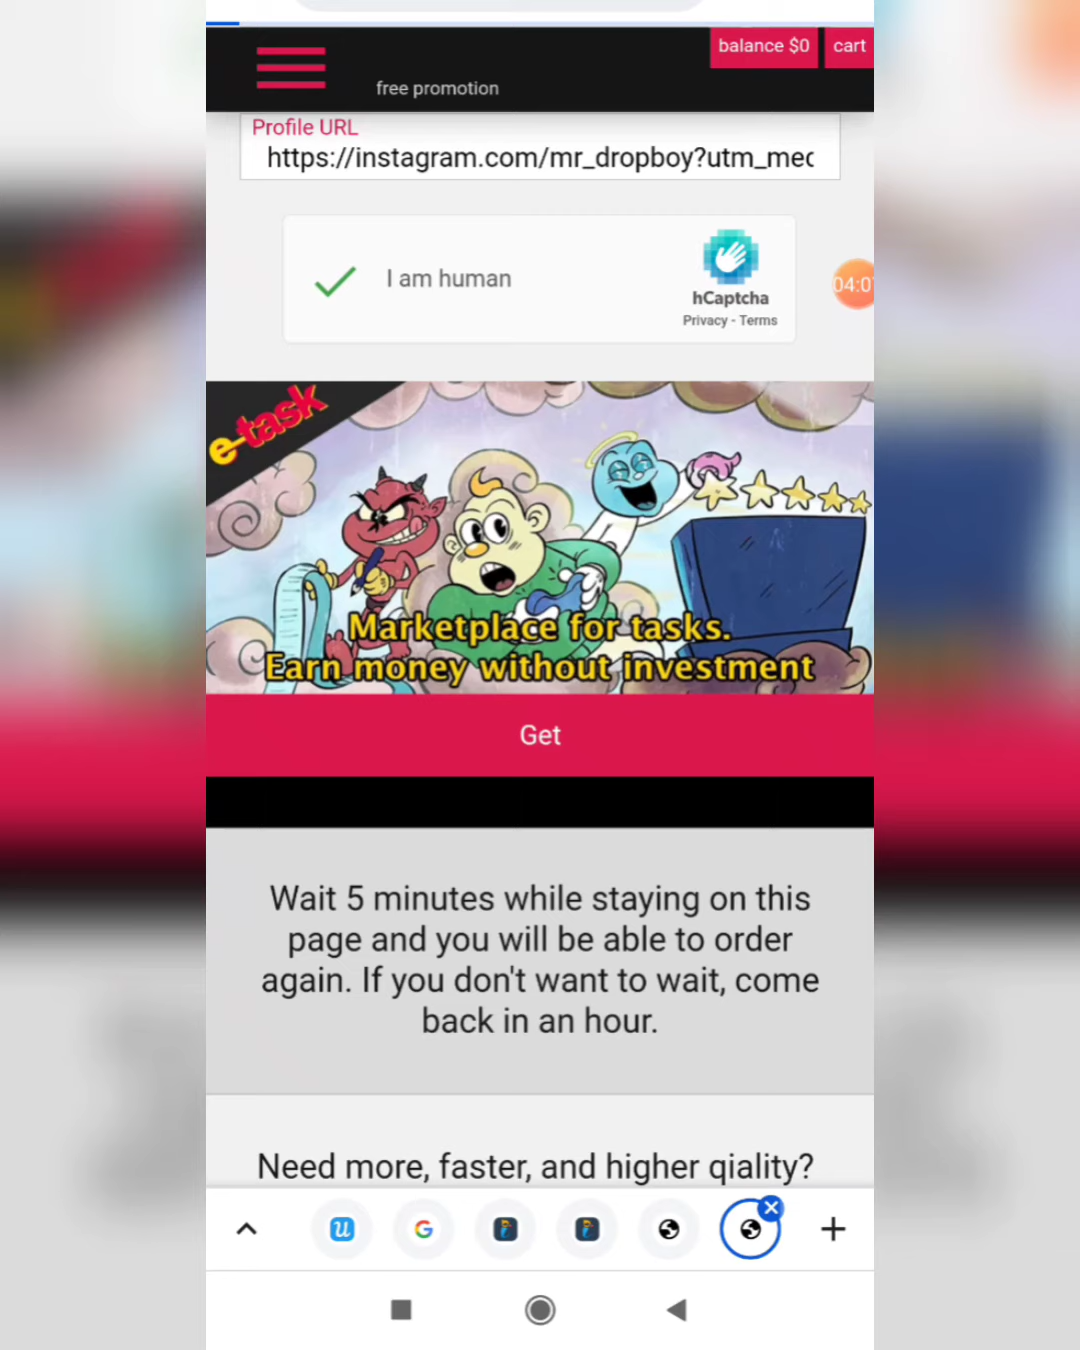 balance $0
cart
free promotion
Profile URL
https://instagram.com/mr_dropboy?utm_mec
I am human
hCaptcha
Privacy - Terms
04:0
e-task
Marketplace for tasks.
Earn money without investment
Get
Wait 5 minutes while staying on this
page and you will be able to order
again. If you don't want to wait, come
back in an hour.
Need more, faster, and higher qiality?